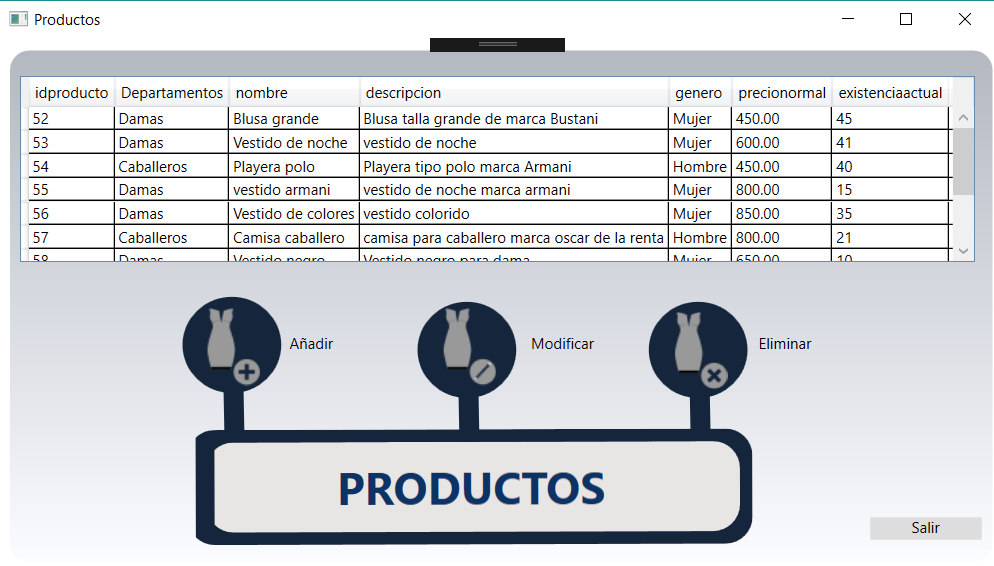 Productos
idproducto Departamentos nombre descripcion genero precionormal existenciaactual
52 Damas Blusa grande Blusa talla grande de marca Bustani Mujer 450.00 45
53 Damas Vestido de noche vestido de noche Mujer 600.00 41
54 Caballeros Playera polo Playera tipo polo marca Armani Hombre 450.00 40
55 Damas vestido armani vestido de noche marca armani Mujer 800.00 15
56 Damas Vestido de colores vestido colorido Mujer 850.00 35
57 Caballeros Camisa caballero camisa para caballero marca oscar de la renta Hombre 800.00 21
58 Damas Vestido negro Vestido negro para dama Mujer 650.00 10
Añadir Modificar Eliminar
PRODUCTOS
Salir